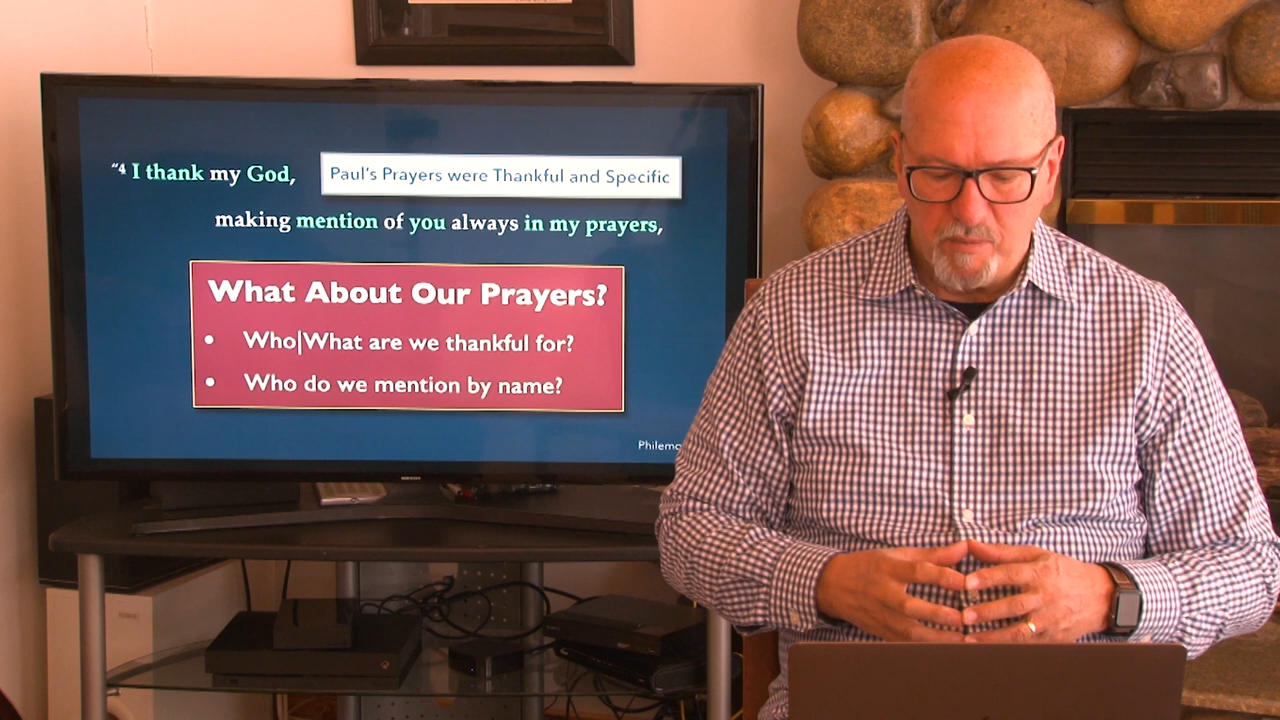 “4 I thank my God,
Paul's Prayers were Thankful and Specific
making mention of you always in my prayers,
What About Our Prayers?
• Who|What are we thankful for?
• Who do we mention by name?
Philemo